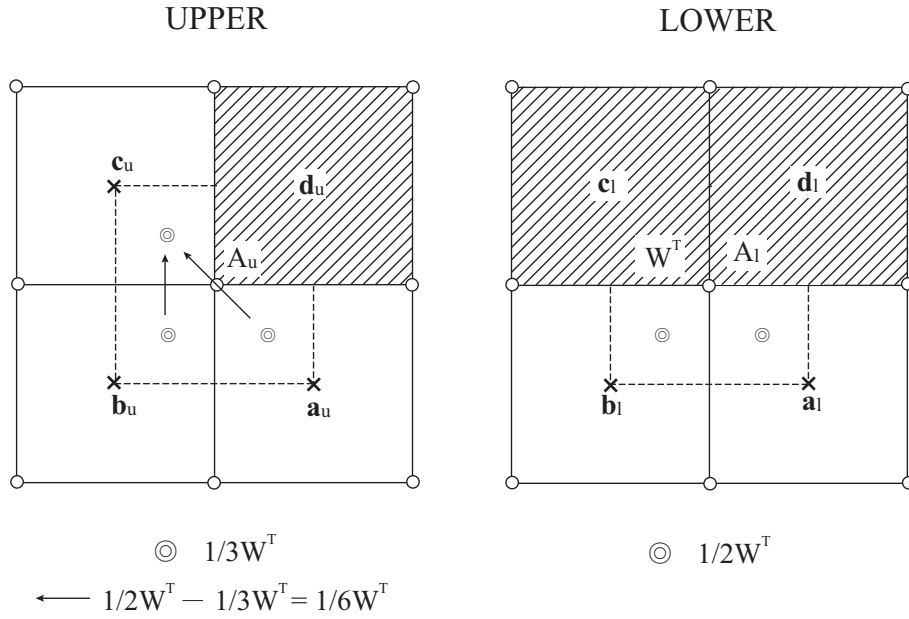 UPPER
LOWER
cu
du
Au
bu
au
cl
dl
W^T
Al
bl
al
◎ 1/3W^T
← 1/2W^T — 1/3W^T = 1/6W^T
◎ 1/2W^T